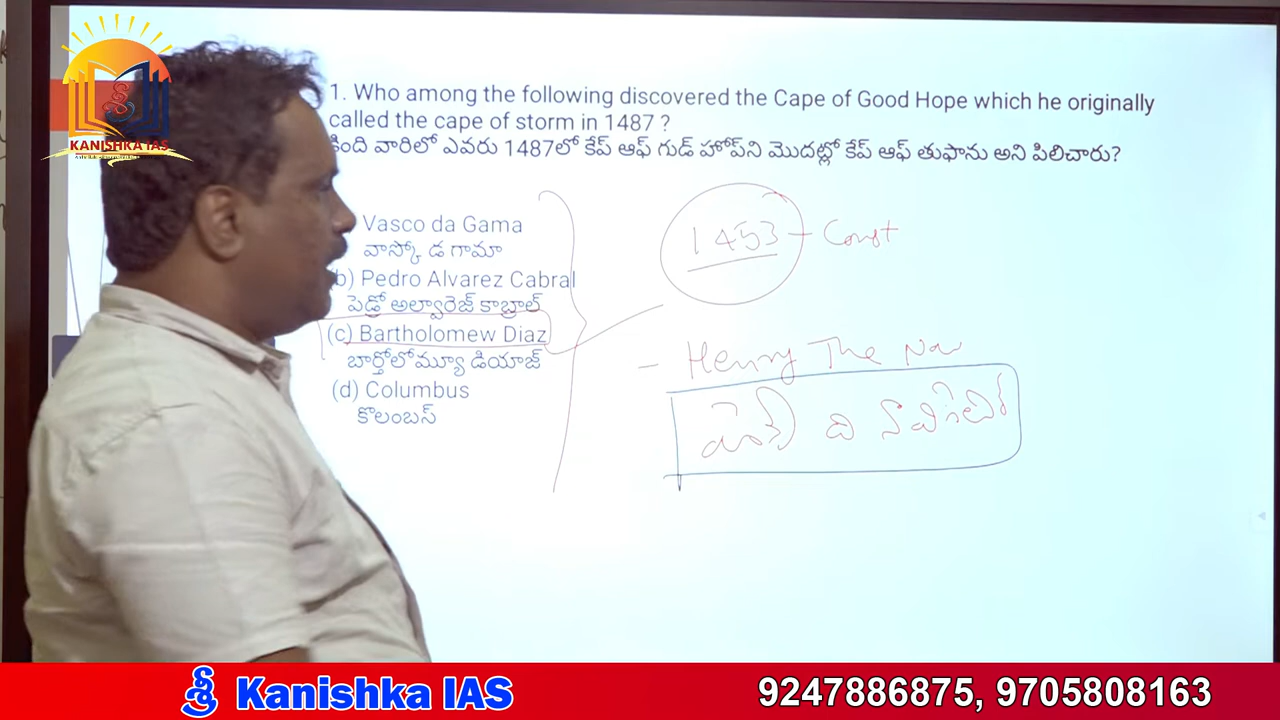 KANISHKA IAS
1. Who among the following discovered the Cape of Good Hope which he originally
called the cape of storm in 1487 ?
కింది వారిలో ఎవరు 1487లో కేప్ ఆఫ్ గుడ్ హోప్‌ని మొదట్లో కేప్ ఆఫ్ తుఫాను అని పిలిచారు?
Vasco da Gama
వాస్కో డ గామా
b) Pedro Alvarez Cabral
పెడ్రో అల్వారెజ్ కాబ్రాల్
(c) Bartholomew Diaz
బార్తోలోమ్యూ డియాజ్
(d) Columbus
కొలంబస్
1453 - Const
- Henry The Nav
హెన్రీ ది నావిగేటర్
శ్రీ Kanishka IAS
9247886875, 9705808163